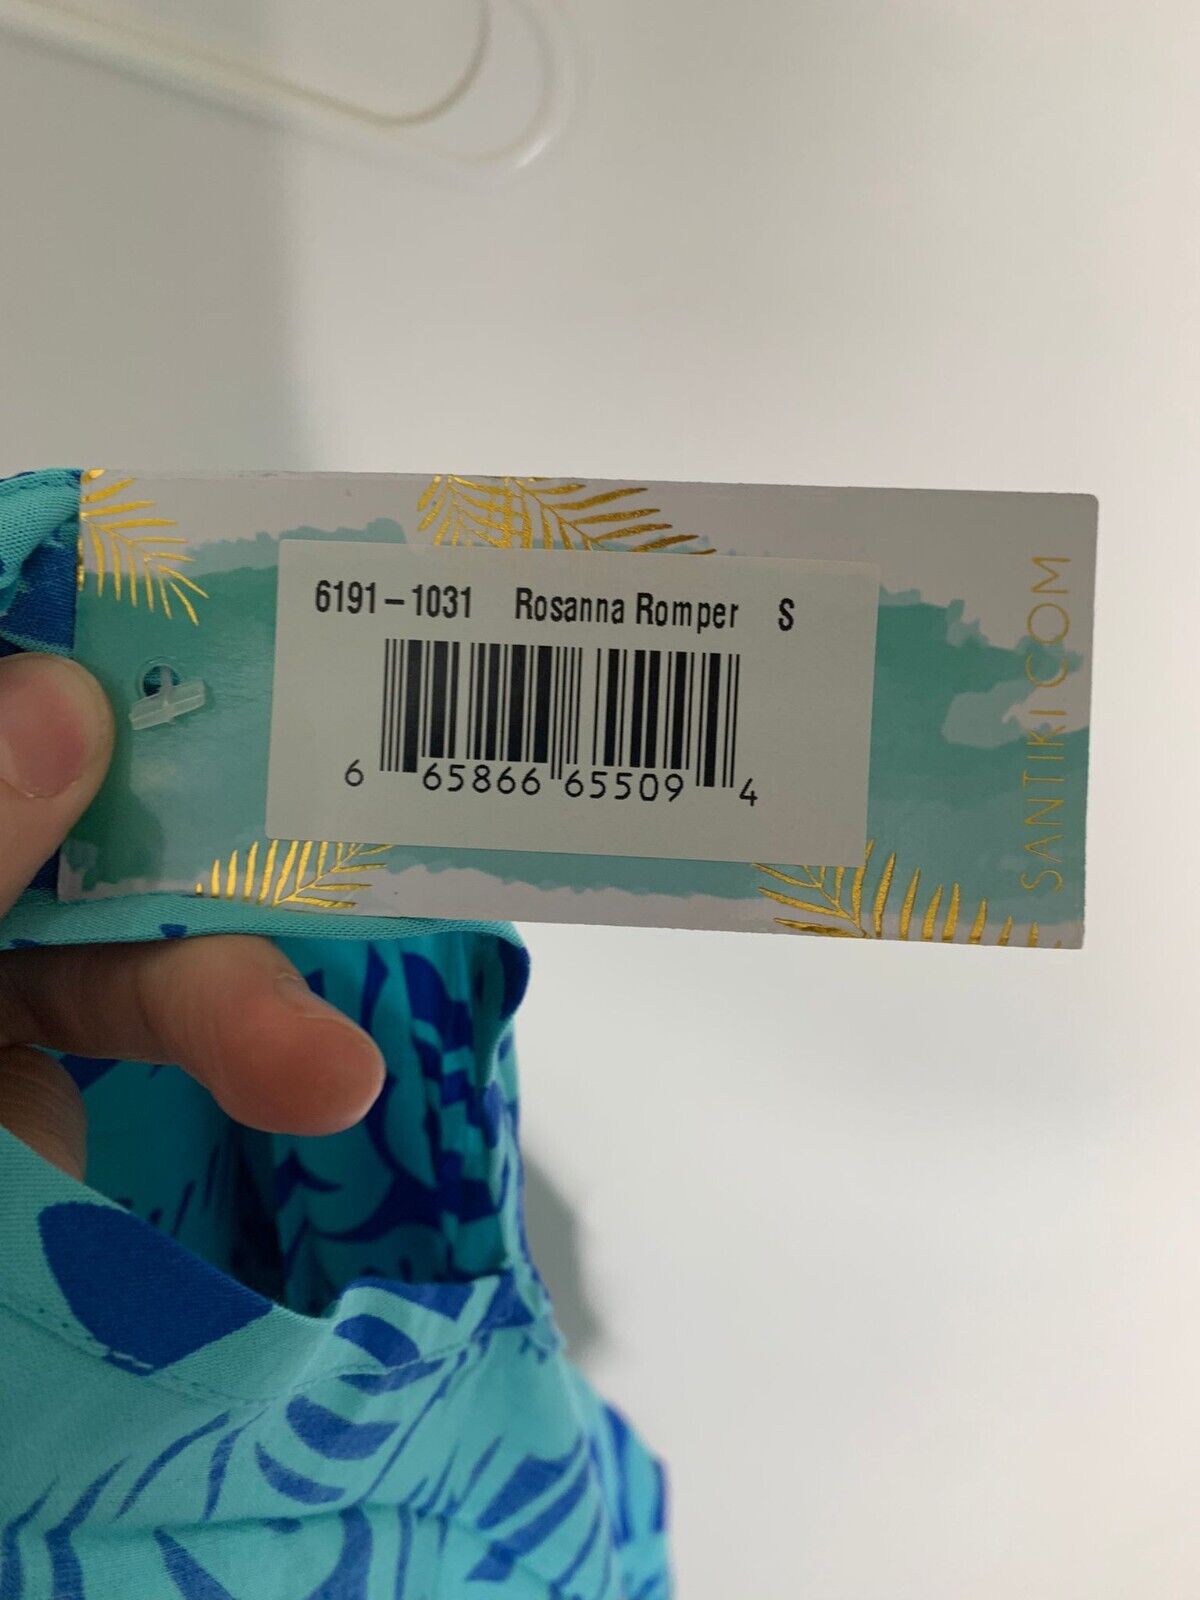 6191-1031 Rosanna Romper S
6 65866 65509 4
SANTIKI.COM